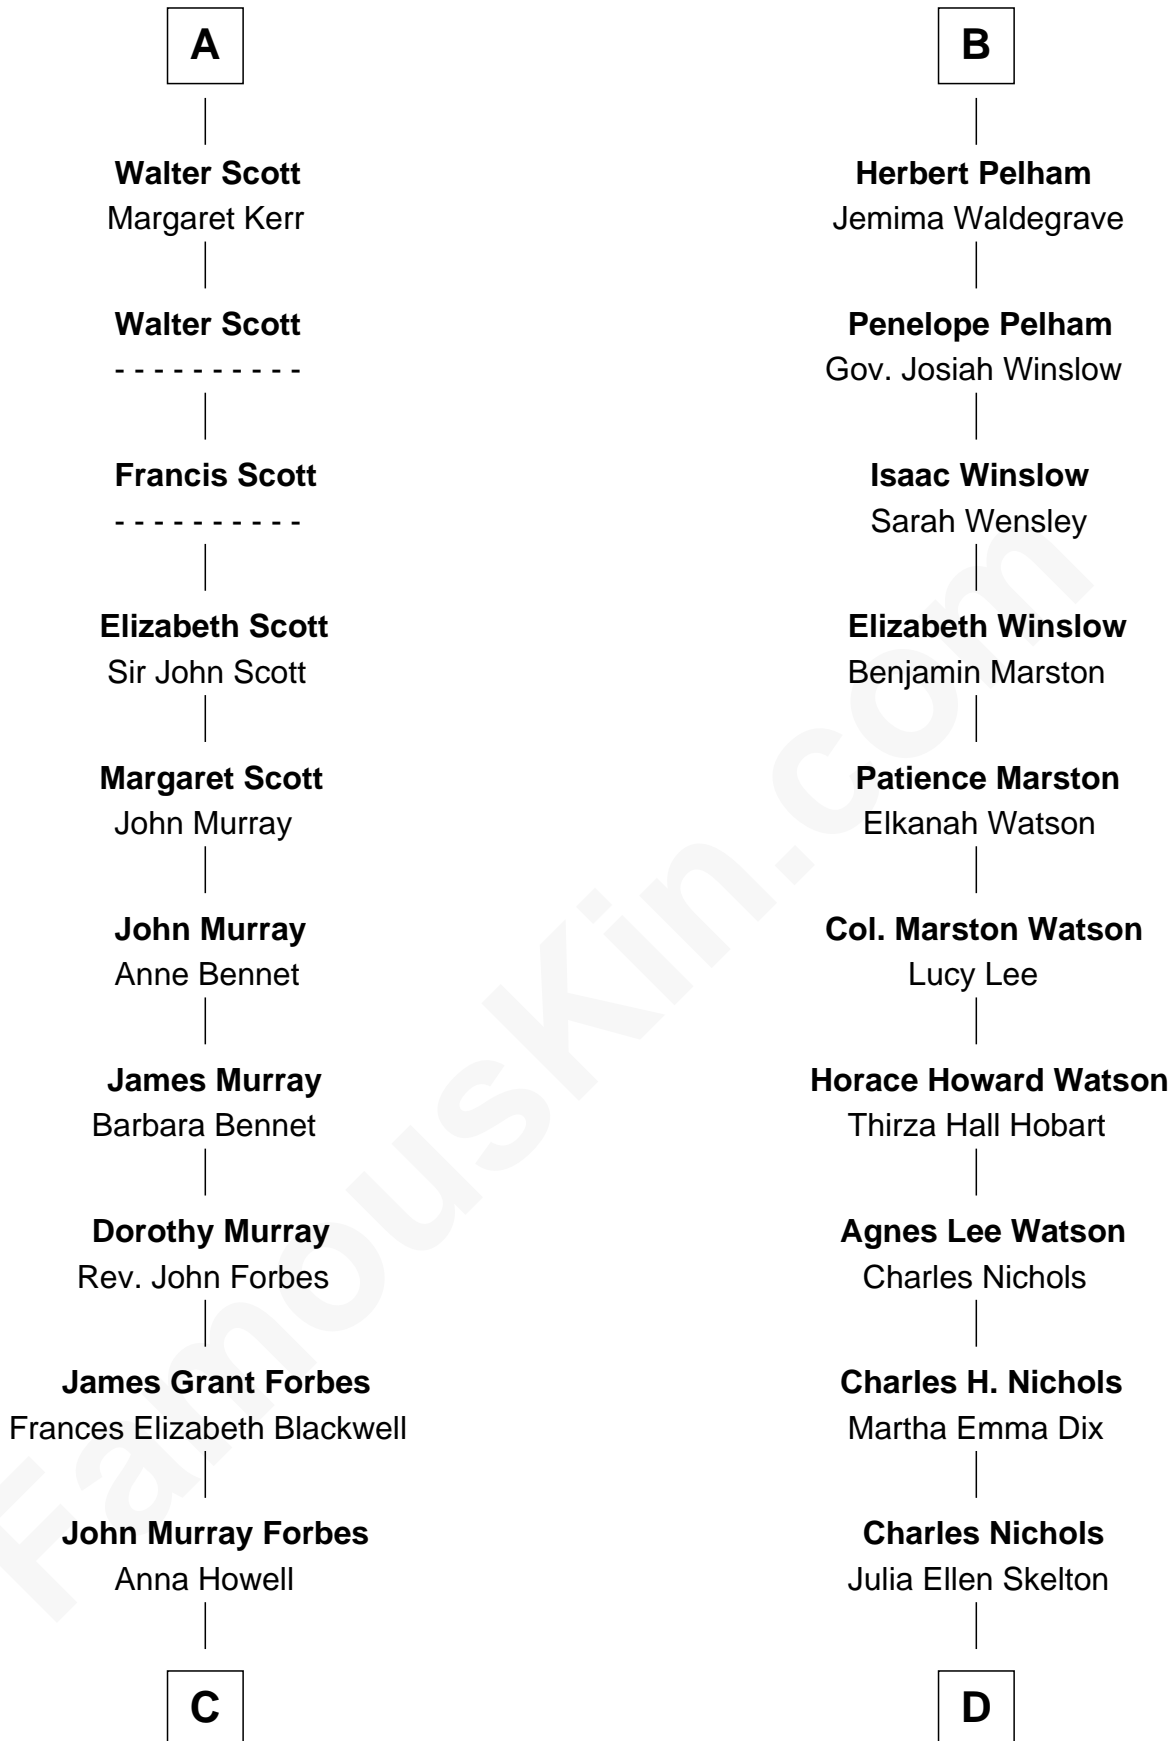 A
Walter Scott
Margaret Kerr
Walter Scott
- - - - - - - - - -
Francis Scott
- - - - - - - - - -
Elizabeth Scott
Sir John Scott
Margaret Scott
John Murray
John Murray
Anne Bennet
James Murray
Barbara Bennet
Dorothy Murray
Rev. John Forbes
James Grant Forbes
Frances Elizabeth Blackwell
John Murray Forbes
Anna Howell
C
B
Herbert Pelham
Jemima Waldegrave
Penelope Pelham
Gov. Josiah Winslow
Isaac Winslow
Sarah Wensley
Elizabeth Winslow
Benjamin Marston
Patience Marston
Elkanah Watson
Col. Marston Watson
Lucy Lee
Horace Howard Watson
Thirza Hall Hobart
Agnes Lee Watson
Charles Nichols
Charles H. Nichols
Martha Emma Dix
Charles Nichols
Julia Ellen Skelton
D
FamousKin.com